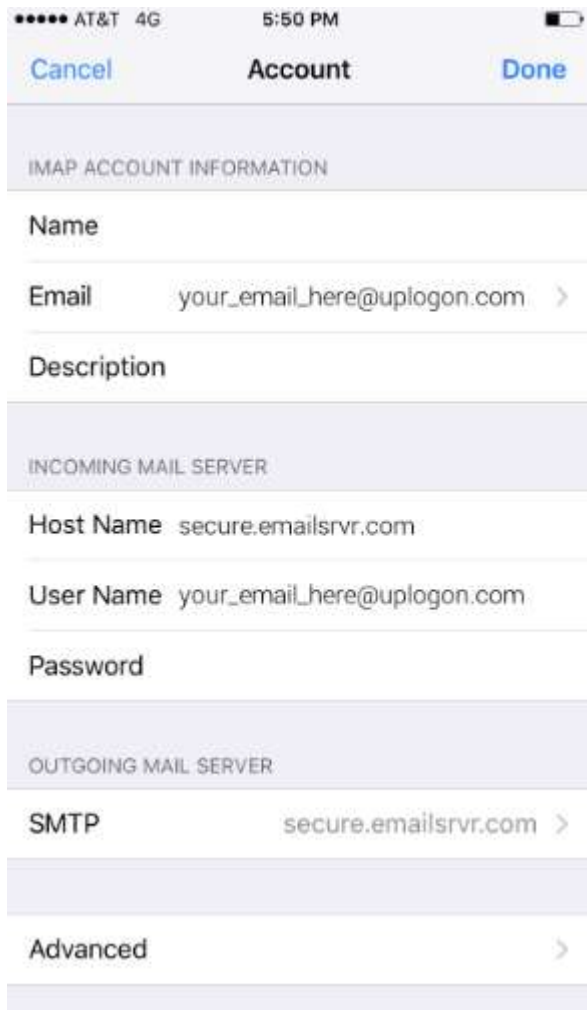 AT&T 4G 5:50 PM
Cancel Account Done
IMAP ACCOUNT INFORMATION
Name
Email your_email_here@uplogon.com
Description
INCOMING MAIL SERVER
Host Name secure.emailsrvr.com
User Name your_email_here@uplogon.com
Password
OUTGOING MAIL SERVER
SMTP secure.emailsrvr.com
Advanced